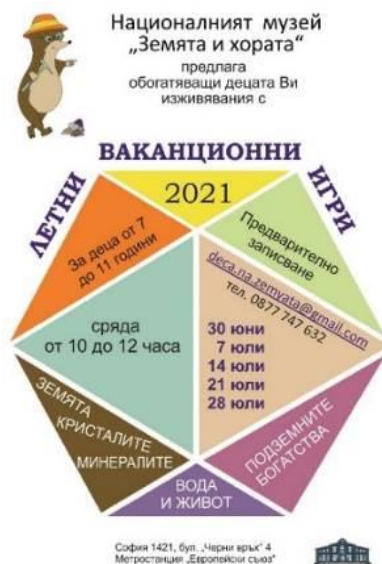 Националният музей
„Земята и хората“
предлага
обогатяващи децата Ви
изживявания с
ЛЕТНИ
ВАКАНЦИОННИ
ИГРИ
2021
За деца от 7
до 11 години
Предварително
записване
deca.na.zemyata@gmail.com
тел. 0877 747 632
сряда
от 10 до 12 часа
30 юни
7 юли
14 юли
21 юли
28 юли
ЗЕМЯТА
КРИСТАЛИТЕ
МИНЕРАЛИТЕ
ВОДА
И ЖИВОТ
ПОДЗЕМНИТЕ
БОГАТСТВА
София 1421, бул. „Черни връх“ 4
Метростанция „Европейски съюз“